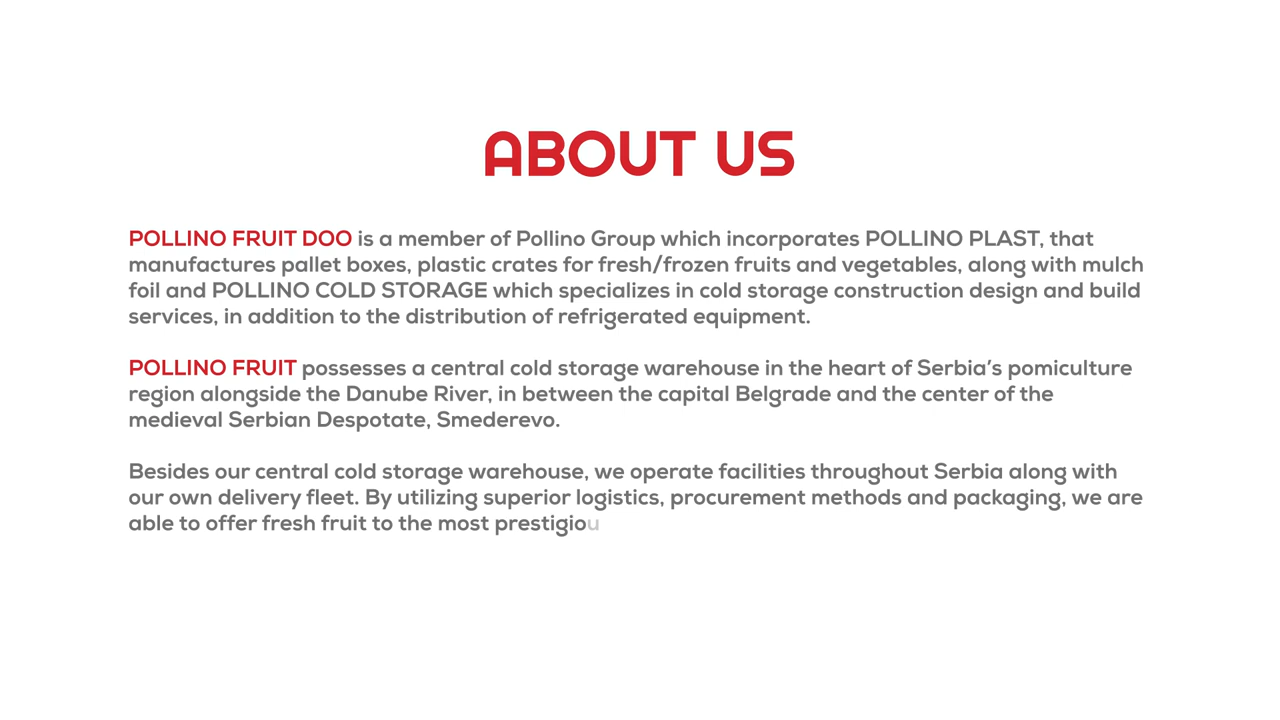 ABOUT US
POLLINO FRUIT DOO is a member of Pollino Group which incorporates POLLINO PLAST, that
manufactures pallet boxes, plastic crates for fresh/frozen fruits and vegetables, along with mulch
foil and POLLINO COLD STORAGE which specializes in cold storage construction design and build
services, in addition to the distribution of refrigerated equipment.
POLLINO FRUIT possesses a central cold storage warehouse in the heart of Serbia’s pomiculture
region alongside the Danube River, in between the capital Belgrade and the center of the
medieval Serbian Despotate, Smederevo.
Besides our central cold storage warehouse, we operate facilities throughout Serbia along with
our own delivery fleet. By utilizing superior logistics, procurement methods and packaging, we are
able to offer fresh fruit to the most prestigiou